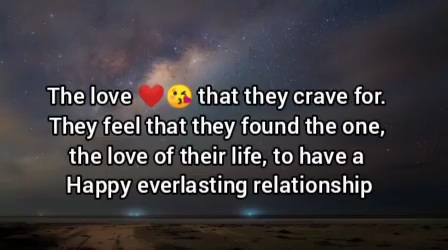 The love ❤️😘 that they crave for.
They feel that they found the one,
the love of their life, to have a
Happy everlasting relationship